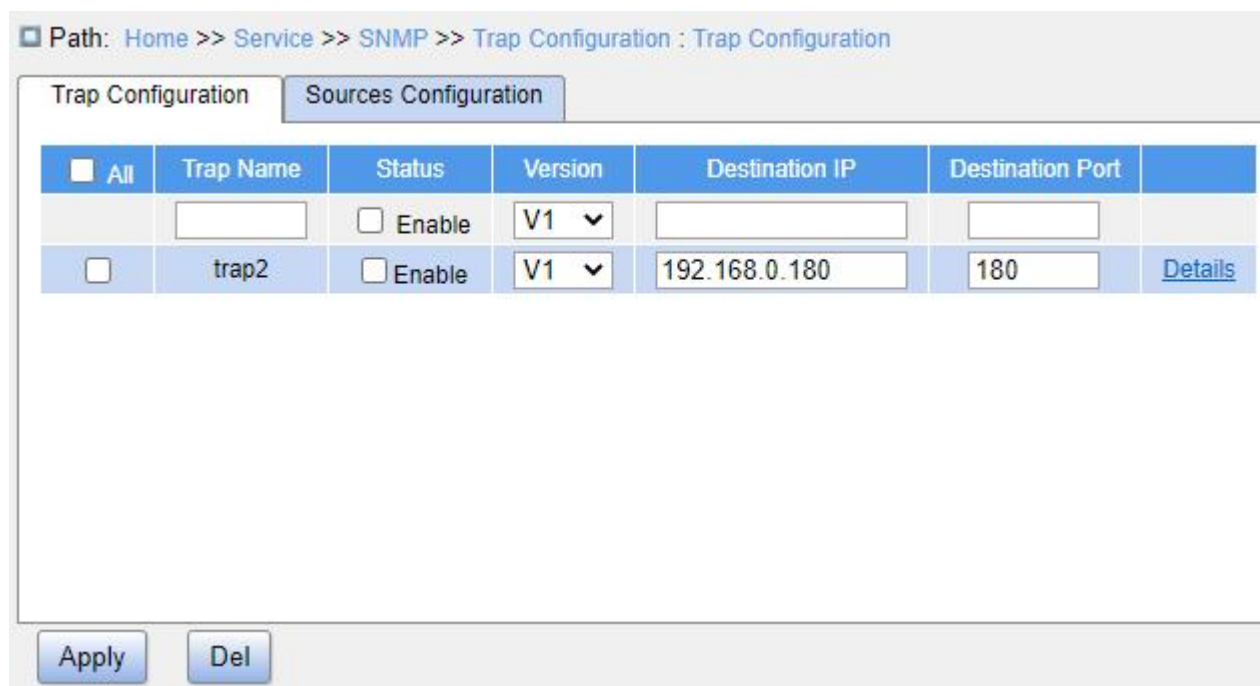 Path: Home >> Service >> SNMP >> Trap Configuration : Trap Configuration
Trap Configuration Sources Configuration
All Trap Name Status Version Destination IP Destination Port
Enable V1
trap2 Enable V1 192.168.0.180 180 Details
Apply Del